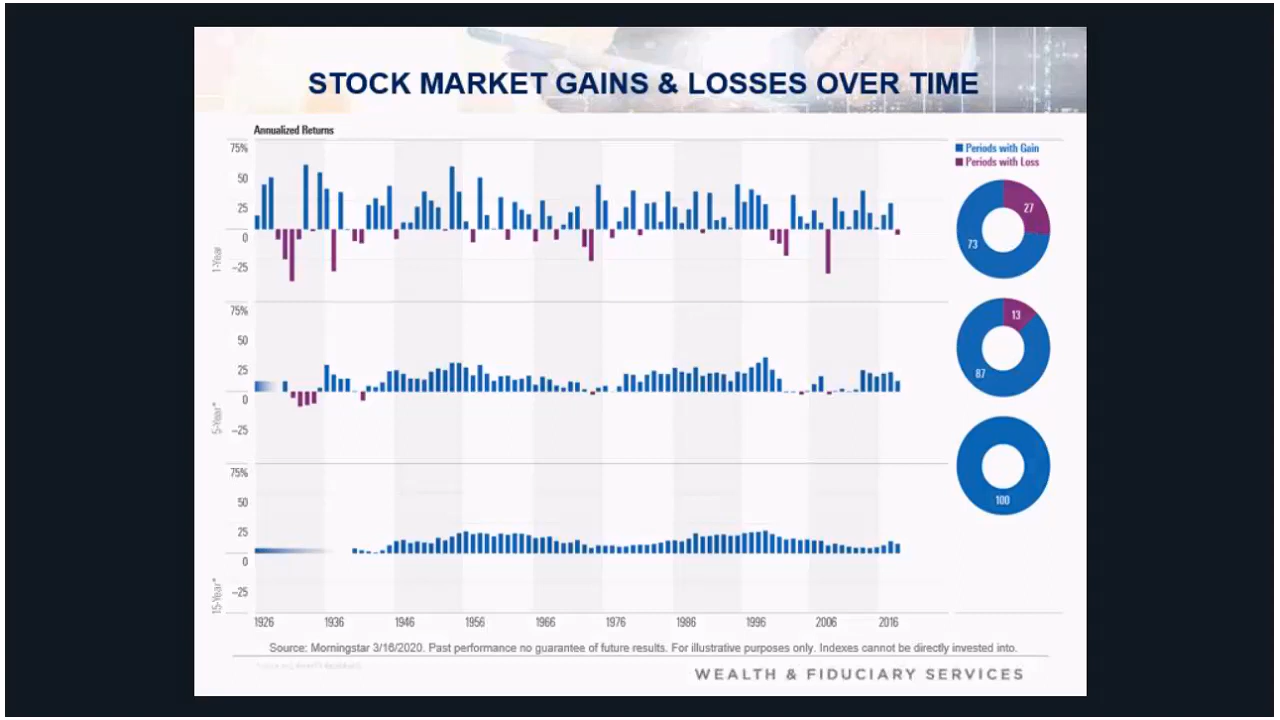 STOCK MARKET GAINS & LOSSES OVER TIME
Annualized Returns
75%
50
25
0
-25
1-Year
75%
50
25
0
-25
5-Year*
75%
50
25
0
-25
15-Year*
1926 1936 1946 1956 1966 1976 1986 1996 2006 2016
Periods with Gain
Periods with Loss
27
73
13
87
100
Source: Morningstar 3/16/2020. Past performance no guarantee of future results. For illustrative purposes only. Indexes cannot be directly invested into.
WEALTH & FIDUCIARY SERVICES